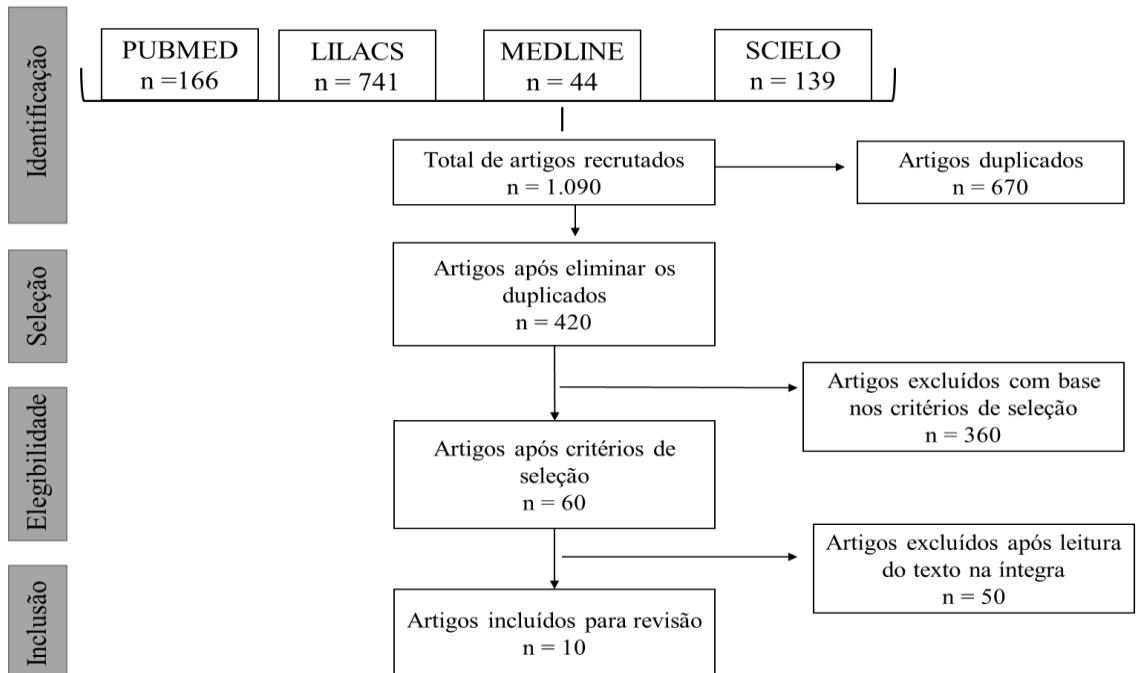 Identificação
PUBMED
n =166
LILACS
n = 741
MEDLINE
n = 44
SCIELO
n = 139
Total de artigos recrutados
n = 1.090
Artigos duplicados
n = 670
Seleção
Artigos após eliminar os
duplicados
n = 420
Artigos excluídos com base
nos critérios de seleção
n = 360
Elegibilidade
Artigos após critérios de
seleção
n = 60
Artigos excluídos após leitura
do texto na íntegra
n = 50
Inclusão
Artigos incluídos para revisão
n = 10